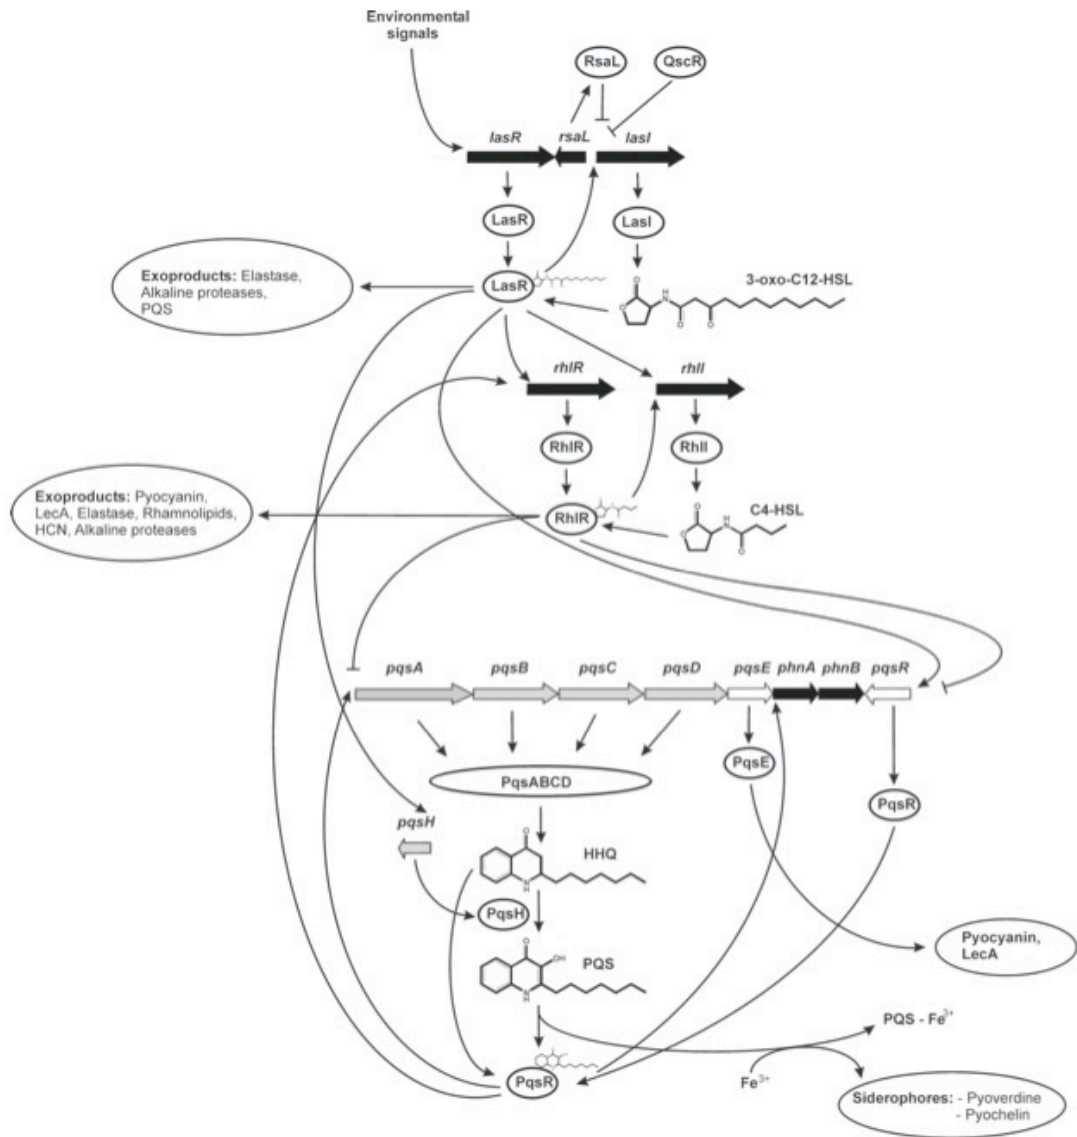 Environmental
signals
RsaL
QscR
lasR
rsaL
lasI
LasR
LasI
Exoproducts: Elastase,
Alkaline proteases,
PQS
LasR
3-oxo-C12-HSL
O
O
H
N
O
O
rhlR
rhlI
RhlR
RhlI
Exoproducts: Pyocyanin,
LecA, Elastase, Rhamnolipids,
HCN, Alkaline proteases
RhlR
C4-HSL
O
O
H
N
O
pqsA
pqsB
pqsC
pqsD
pqsE
phnA
phnB
pqsR
PqsE
PqsABCD
PqsR
pqsH
O
HHQ
N
H
PqsH
Pyocyanin,
LecA
O
OH
PQS
N
H
PQS - Fe3+
PqsR
Fe3+
Siderophores: - Pyoverdine
- Pyochelin